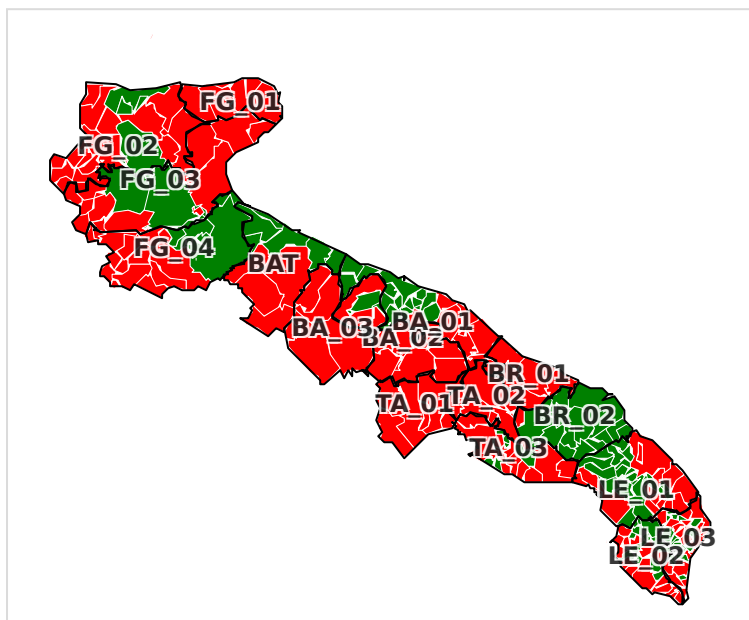 FG_01
FG_02
FG_03
FG_04
BAT
BA_01
BA_03
BA_02
BR_01
TA_02
TA_01
BR_02
TA_03
LE_01
LE_03
LE_02